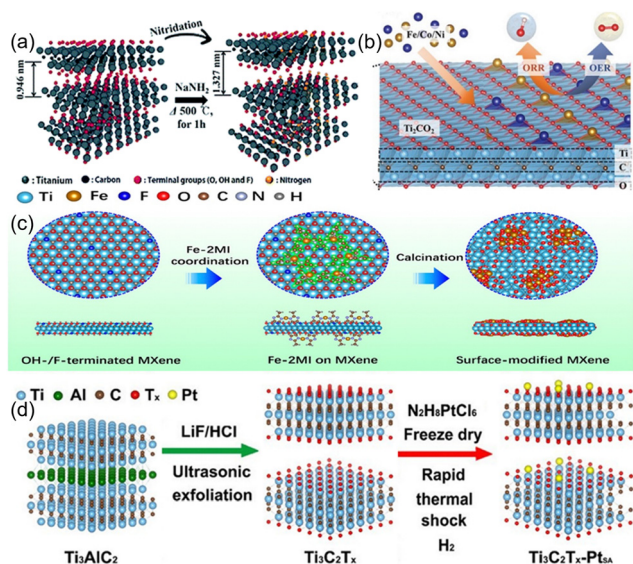 (a)
Nitridation
0.946 nm
NaNH2
Δ 500 ℃,
for 1h
1.327 nm
: Titanium : Carbon : Terminal groups (O, OH and F) : Nitrogen
(b)
Fe/Co/Ni
ORR
OER
Ti2CO2
Ti
C
O
Ti Fe F O C N H
(c)
Fe-2MI
coordination
Calcination
OH-/F-terminated MXene
Fe-2MI on MXene
Surface-modified MXene
Ti Al C Tx Pt
(d)
LiF/HCl
Ultrasonic
exfoliation
N2H8PtCl6
Freeze dry
Rapid
thermal
shock
H2
Ti3AlC2
Ti3C2Tx
Ti3C2Tx-PtSA